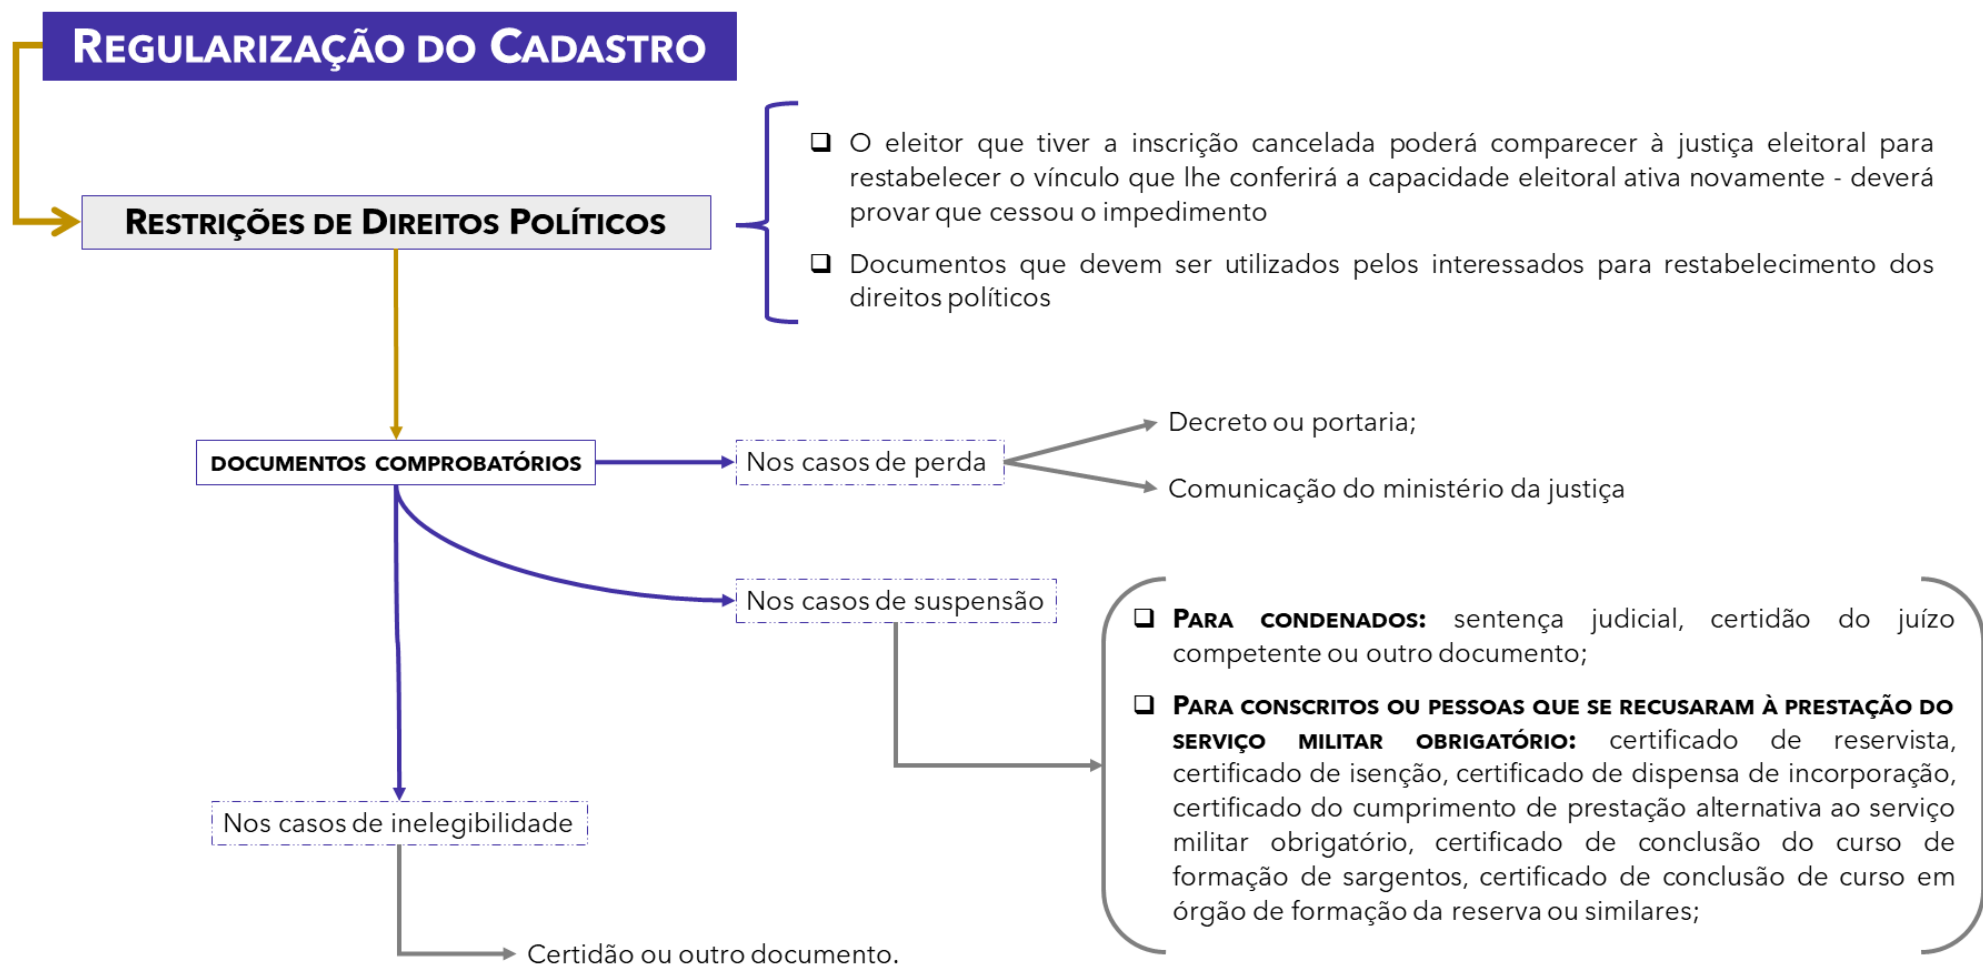 REGULARIZAÇÃO DO CADASTRO
❑ O eleitor que tiver a inscrição cancelada poderá comparecer à justiça eleitoral para
restabelecer o vínculo que lhe conferirá a capacidade eleitoral ativa novamente - deverá
provar que cessou o impedimento
RESTRIÇÕES DE DIREITOS POLÍTICOS
❑ Documentos que devem ser utilizados pelos interessados para restabelecimento dos
direitos políticos
DOCUMENTOS COMPROBATÓRIOS
Nos casos de perda
Decreto ou portaria;
Comunicação do ministério da justiça
Nos casos de suspensão
❑ PARA CONDENADOS: sentença judicial, certidão do juízo
competente ou outro documento;
❑ PARA CONSCRITOS OU PESSOAS QUE SE RECUSARAM À PRESTAÇÃO DO
SERVIÇO MILITAR OBRIGATÓRIO: certificado de reservista,
certificado de isenção, certificado de dispensa de incorporação,
certificado do cumprimento de prestação alternativa ao serviço
militar obrigatório, certificado de conclusão do curso de
formação de sargentos, certificado de conclusão de curso em
órgão de formação da reserva ou similares;
Nos casos de inelegibilidade
Certidão ou outro documento.